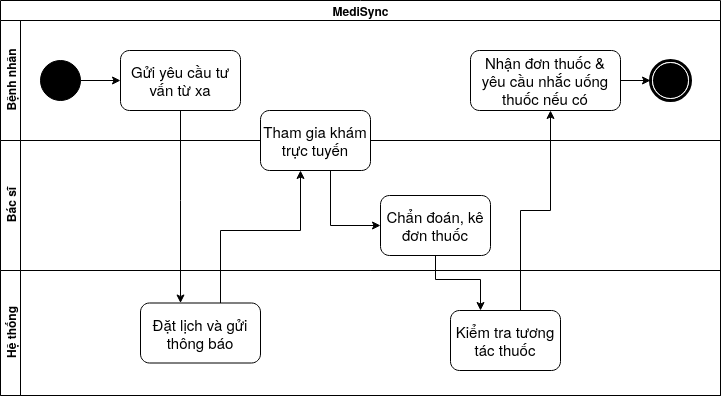 MediSync
Bệnh nhân
Gửi yêu cầu tư
vấn từ xa
Nhận đơn thuốc &
yêu cầu nhắc uống
thuốc nếu có
Tham gia khám
trực tuyến
Bác sĩ
Chẩn đoán, kê
đơn thuốc
Hệ thống
Đặt lịch và gửi
thông báo
Kiểm tra tương
tác thuốc